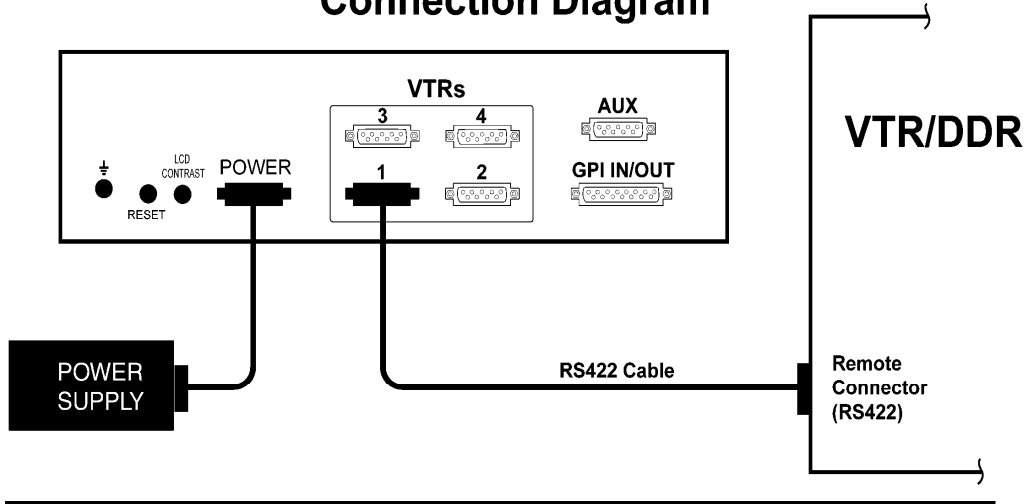 Connection Diagram
VTRs
3
4
AUX
VTR/DDR
LCD
CONTRAST
POWER
1
2
GPI IN/OUT
RESET
POWER
SUPPLY
RS422 Cable
Remote
Connector
(RS422)